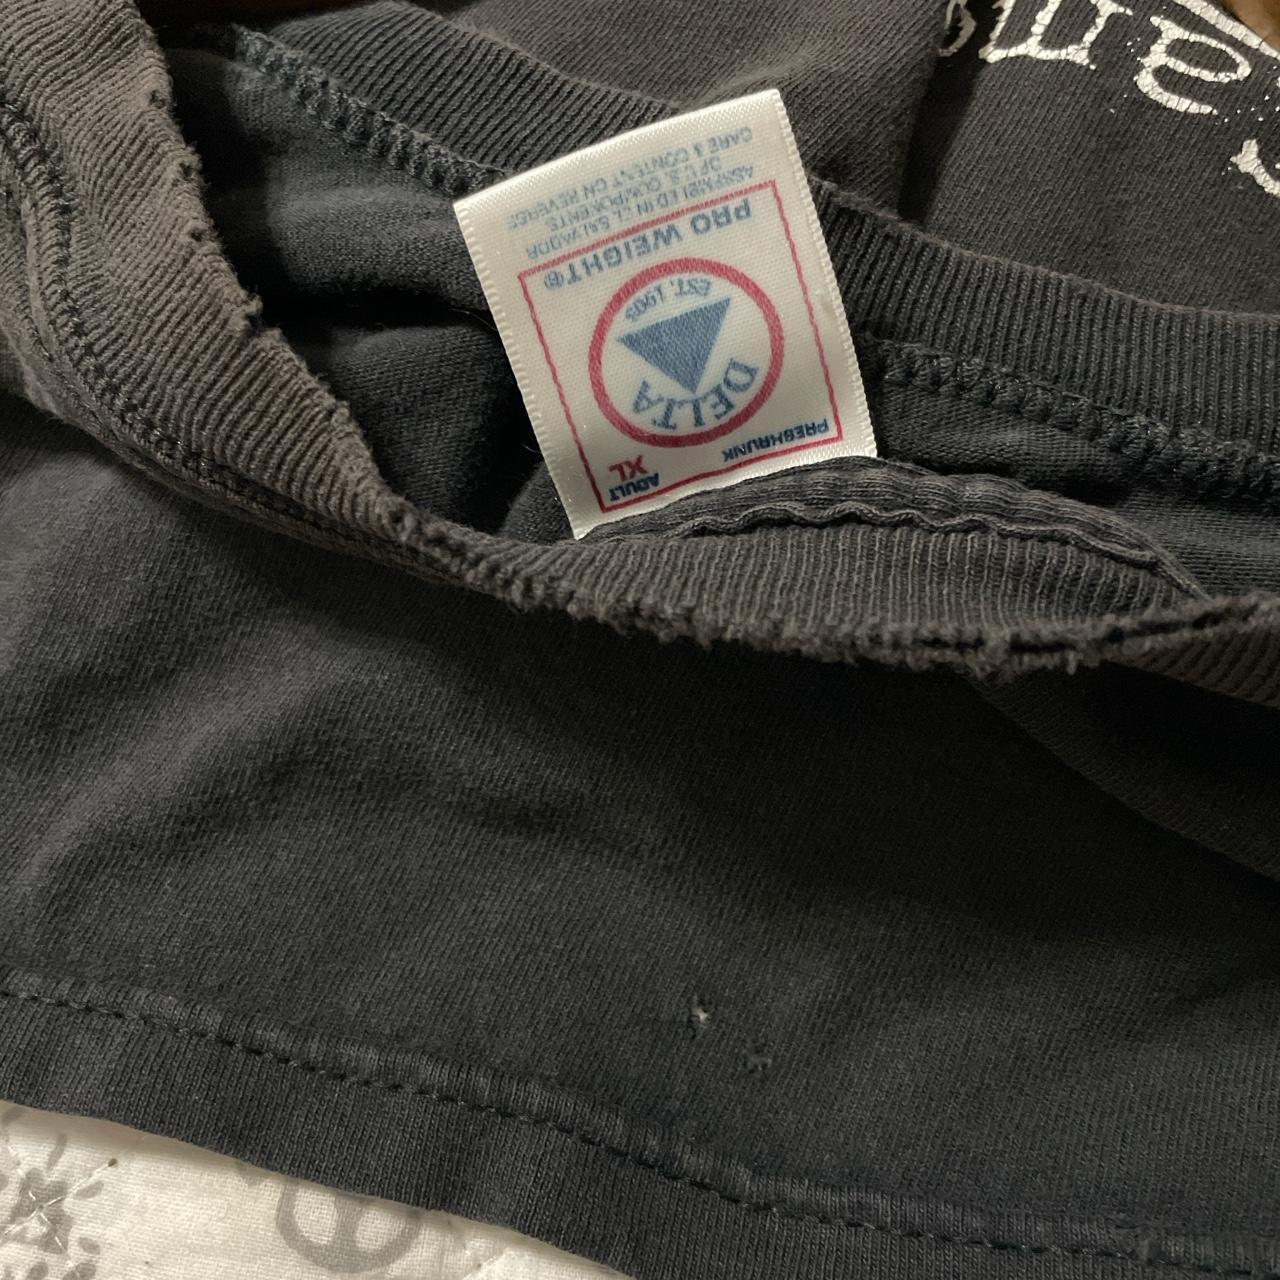 ADULT
XL
PRESHRUNK
DELTA
EST. 1903
PRO WEIGHT®
ASSEMBLED IN EL SALVADOR
OF U.S. COMPONENTS.
CARE & CONTENT ON REVERSE